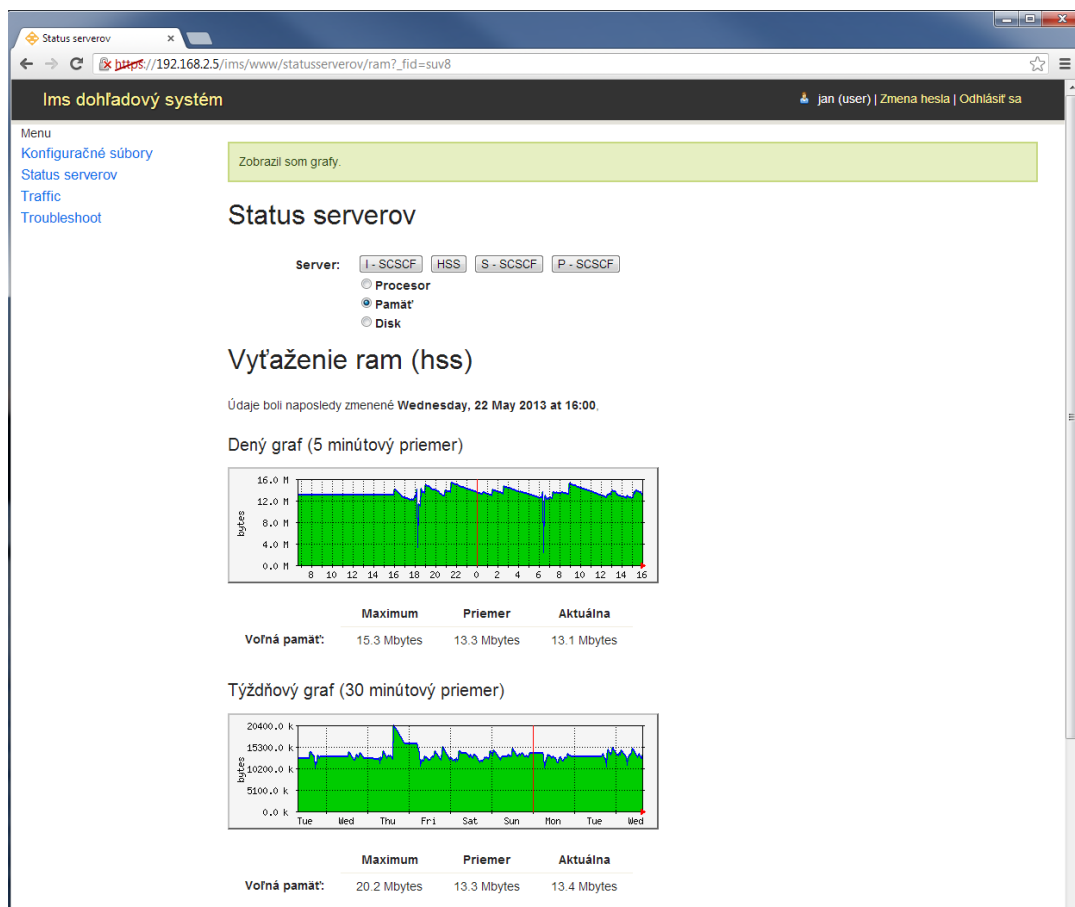 Status serverov
https://192.168.2.5/ims/www/statusserverov/ram?_fid=suv8
Ims dohľadový systém
jan (user) | Zmena hesla | Odhlásiť sa
Menu
Konfiguračné súbory
Status serverov
Traffic
Troubleshoot
Zobrazil som grafy.
Status serverov
Server: I - SCSCF HSS S - SCSCF P - SCSCF
Procesor
Pamäť
Disk
Vyťaženie ram (hss)
Údaje boli naposledy zmenené Wednesday, 22 May 2013 at 16:00,
Dený graf (5 minútový priemer)
16.0 M
12.0 M
8.0 M
4.0 M
0.0 M
bytes
8 10 12 14 16 18 20 22 0 2 4 6 8 10 12 14 16
Maximum Priemer Aktuálna
Voľná pamäť: 15.3 Mbytes 13.3 Mbytes 13.1 Mbytes
Týždňový graf (30 minútový priemer)
20400.0 k
15300.0 k
10200.0 k
5100.0 k
0.0 k
bytes
Tue Wed Thu Fri Sat Sun Mon Tue Wed
Maximum Priemer Aktuálna
Voľná pamäť: 20.2 Mbytes 13.3 Mbytes 13.4 Mbytes